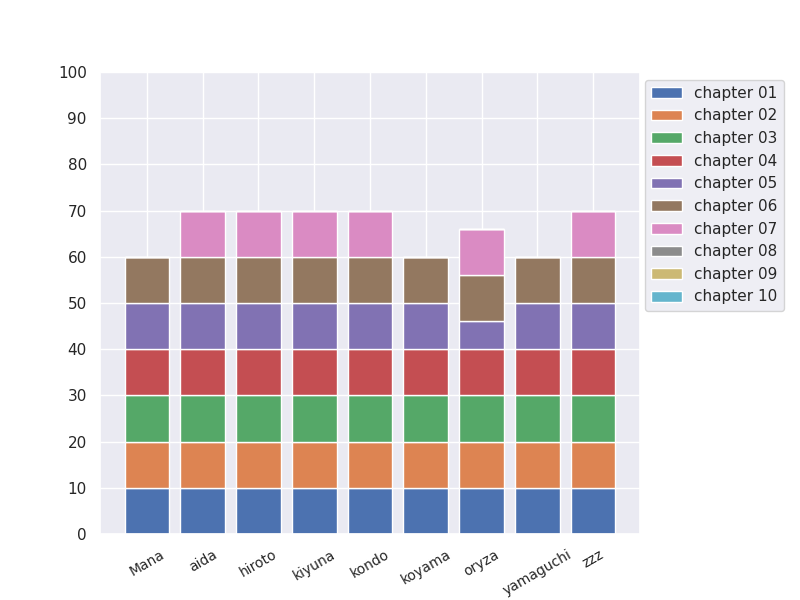 100
90
80
70
60
50
40
30
20
10
0
Mana
aida
hiroto
kiyuna
kondo
koyama
oryza
yamaguchi
zzz
chapter 01
chapter 02
chapter 03
chapter 04
chapter 05
chapter 06
chapter 07
chapter 08
chapter 09
chapter 10